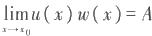 lim u ( x ) w ( x ) = A
x→x₀